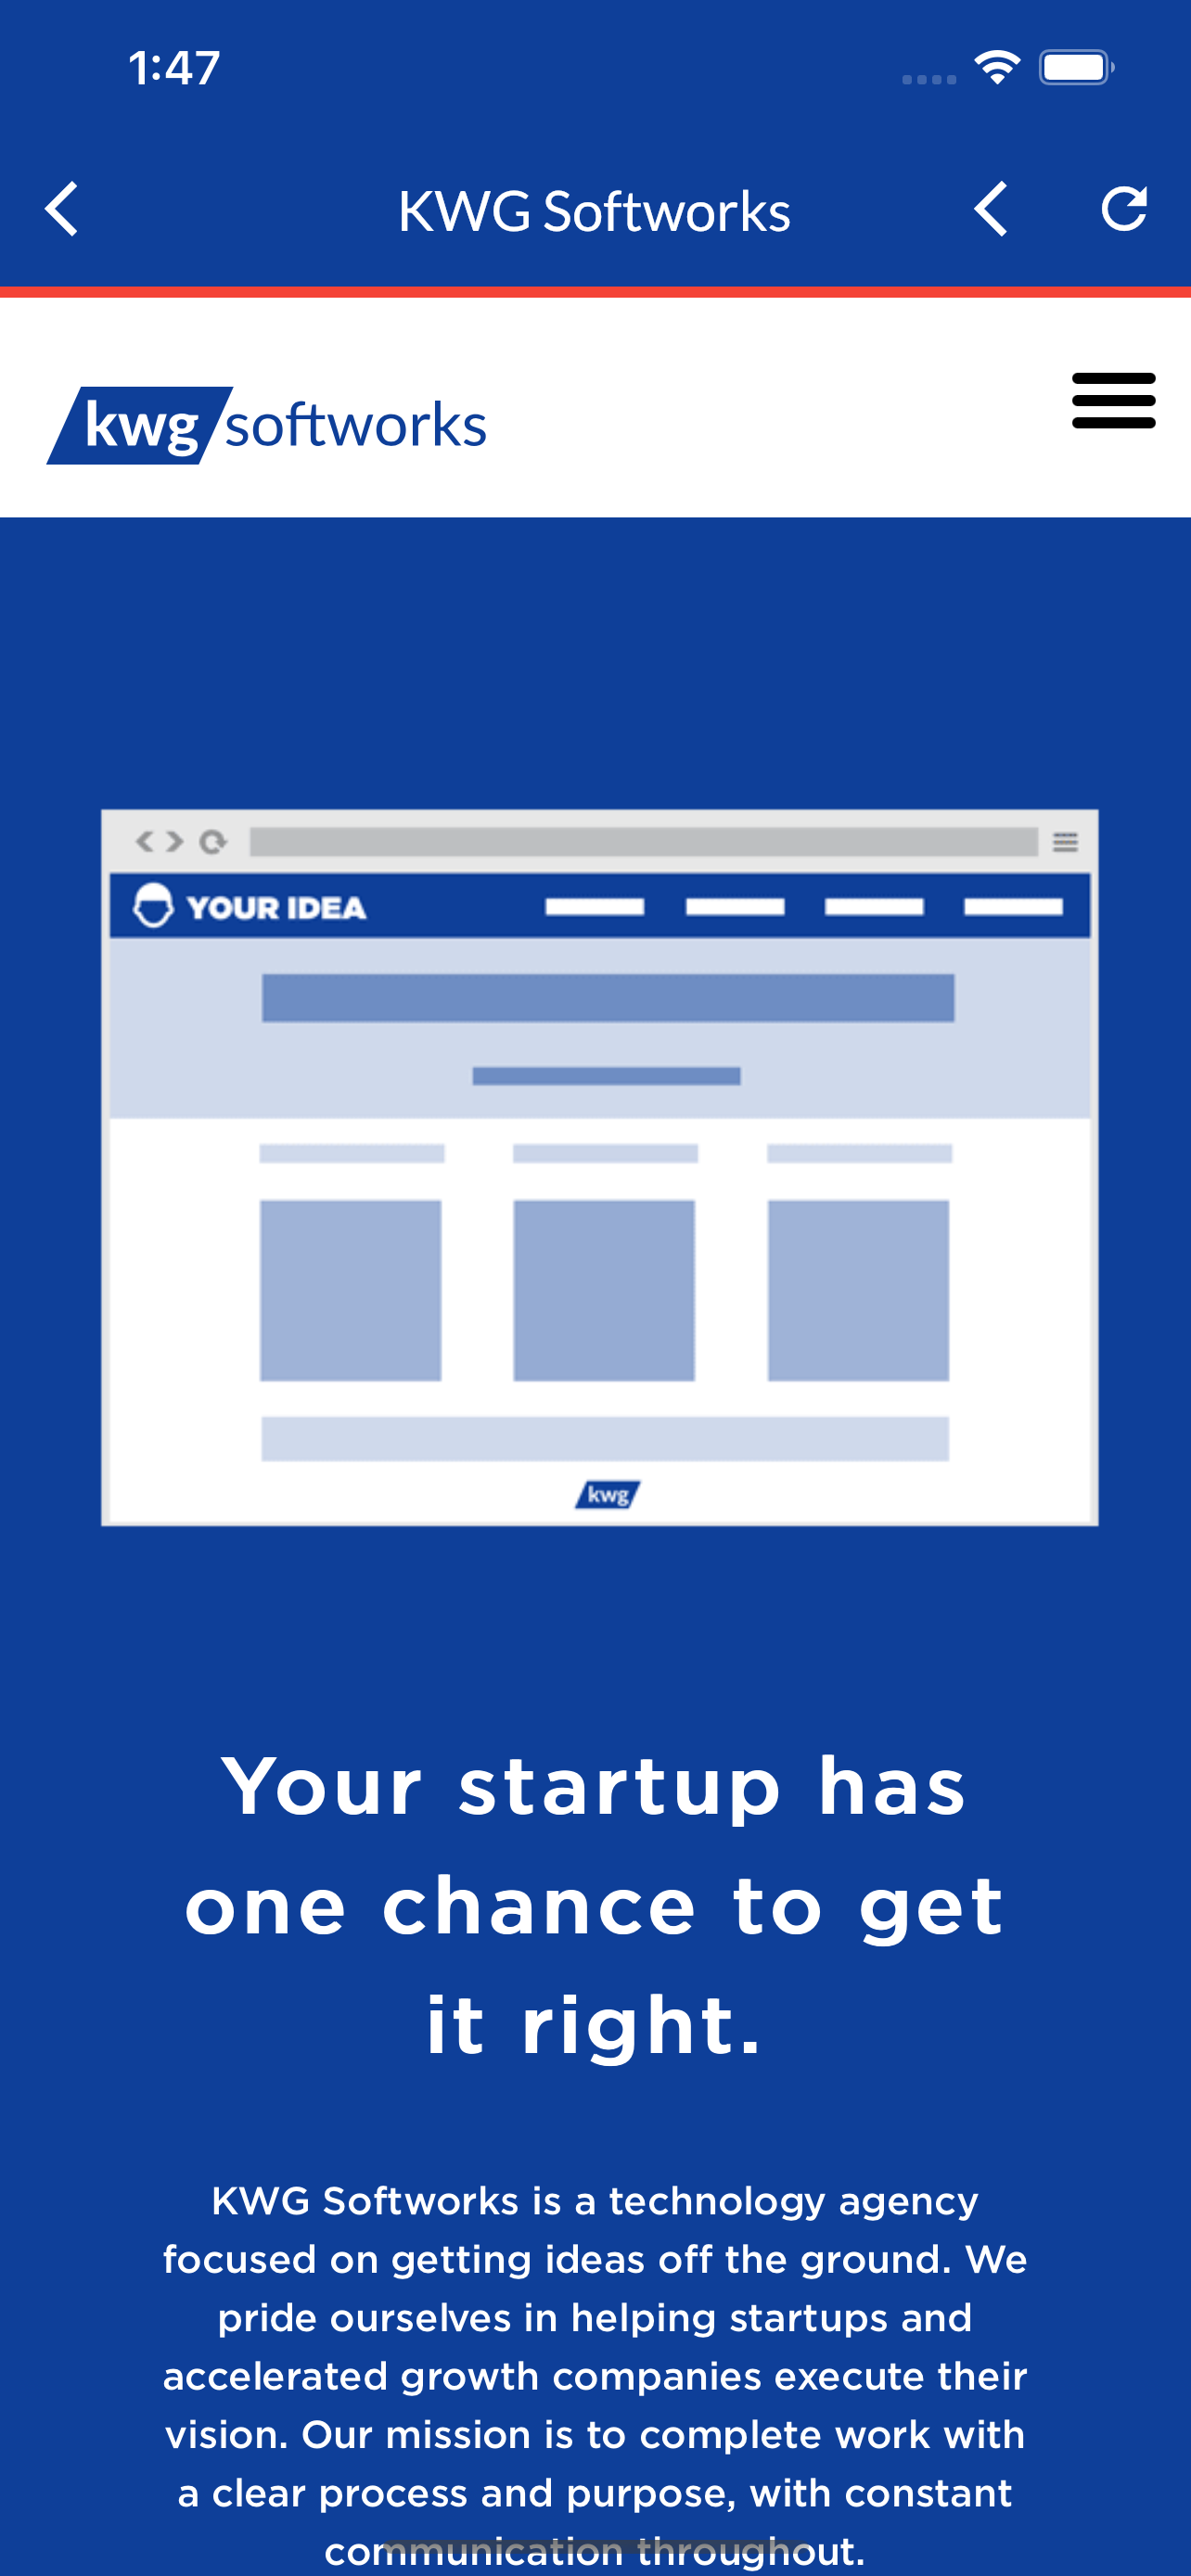 1:47
KWG Softworks
kwg softworks
YOUR IDEA
kwg
Your startup has
one chance to get
it right.
KWG Softworks is a technology agency
focused on getting ideas off the ground. We
pride ourselves in helping startups and
accelerated growth companies execute their
vision. Our mission is to complete work with
a clear process and purpose, with constant
communication throughout.